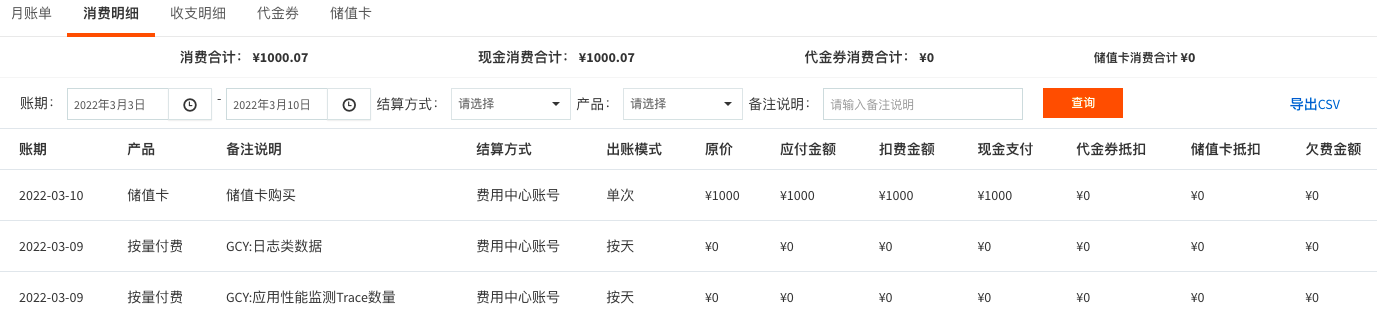 月账单 消费明细 收支明细 代金券 储值卡
消费合计： ¥1000.07 现金消费合计： ¥1000.07 代金券消费合计： ¥0 储值卡消费合计 ¥0
账期： 2022年3月3日 - 2022年3月10日 结算方式： 请选择 产品： 请选择 备注说明： 请输入备注说明 查询 导出CSV
账期 产品 备注说明 结算方式 出账模式 原价 应付金额 扣费金额 现金支付 代金券抵扣 储值卡抵扣 欠费金额
2022-03-10 储值卡 储值卡购买 费用中心账号 单次 ¥1000 ¥1000 ¥1000 ¥1000 ¥0 ¥0 ¥0
2022-03-09 按量付费 GCY:日志类数据 费用中心账号 按天 ¥0 ¥0 ¥0 ¥0 ¥0 ¥0 ¥0
2022-03-09 按量付费 GCY:应用性能监测Trace数量 费用中心账号 按天 ¥0 ¥0 ¥0 ¥0 ¥0 ¥0 ¥0